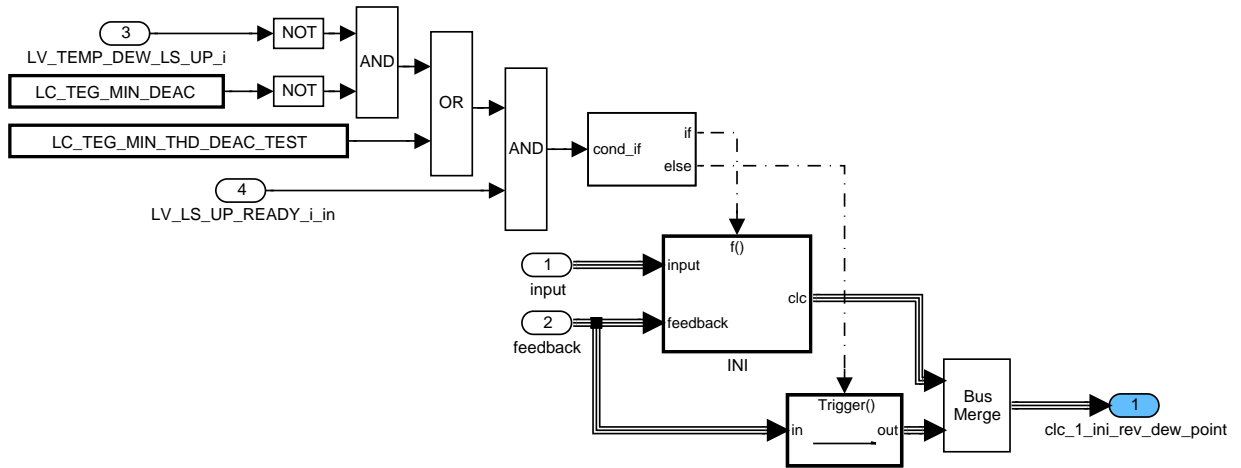 3
NOT
LV_TEMP_DEW_LS_UP_i
AND
LC_TEG_MIN_DEAC
NOT
OR
LC_TEG_MIN_THD_DEAC_TEST
AND
cond_if
if
else
4
LV_LS_UP_READY_i_in
f()
1
input
input
clc
2
feedback
feedback
INI
Trigger()
in
out
Bus
Merge
1
clc_1_ini_rev_dew_point